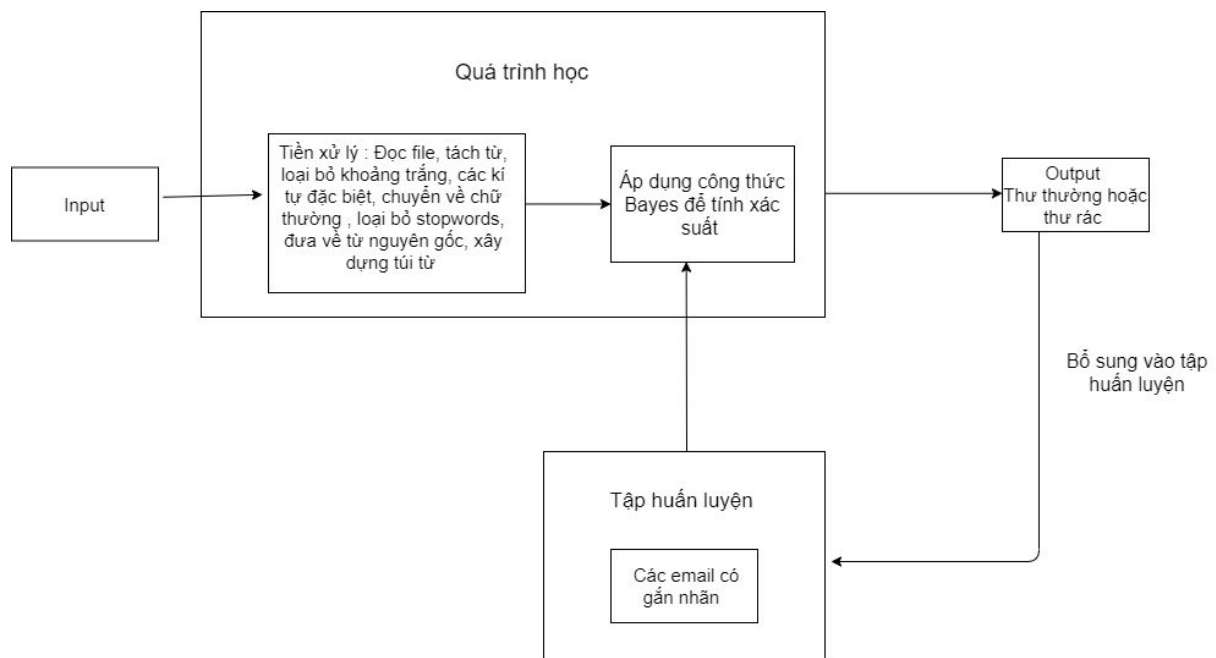 Quá trình học
Input
Tiền xử lý : Đọc file, tách từ,
loại bỏ khoảng trắng, các kí
tự đặc biệt, chuyển về chữ
thường , loại bỏ stopwords,
đưa về từ nguyên gốc, xây
dựng túi từ
Áp dụng công thức
Bayes để tính xác
suất
Output
Thư thường hoặc
thư rác
Bổ sung vào tập
huấn luyện
Tập huấn luyện
Các email có
gắn nhãn